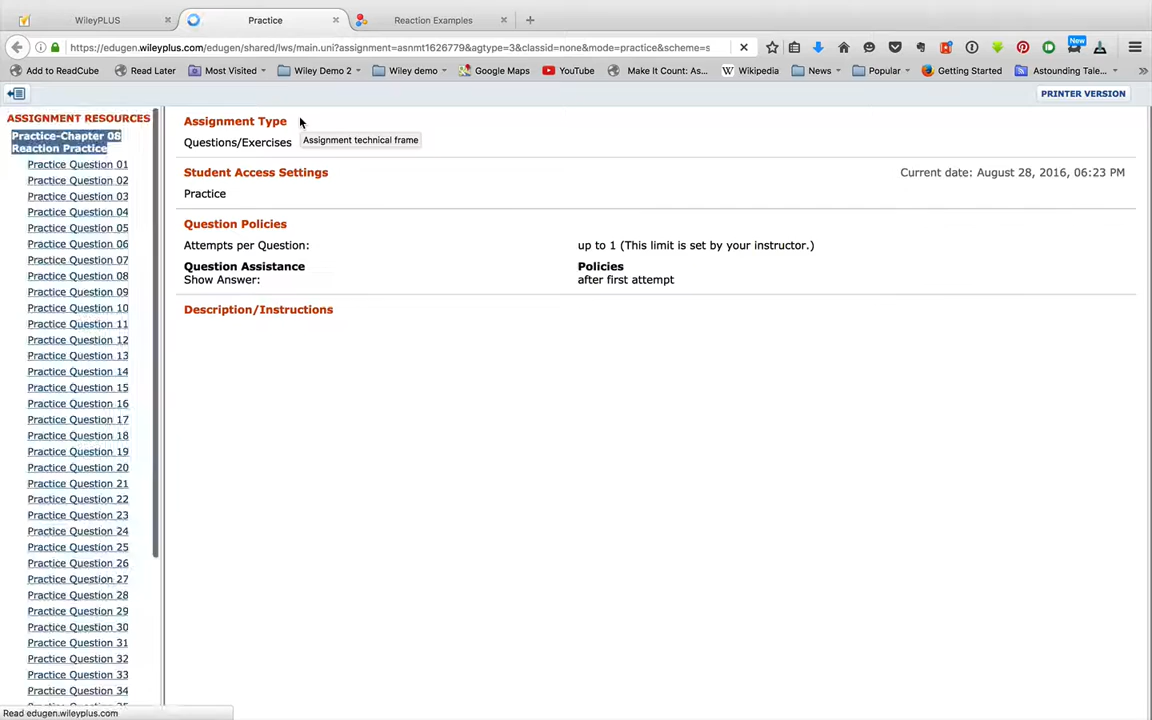 WileyPLUS
Practice
Reaction Examples
https://edugen.wileyplus.com/edugen/shared/lws/main.uni?assignment=asnmt1626779&agtype=3&classid=none&mode=practice&scheme=s
New
Add to ReadCube
Read Later
Most Visited
Wiley Demo 2
Wiley demo
Google Maps
YouTube
Make It Count: As...
Wikipedia
News
Popular
Getting Started
Astounding Tale...
PRINTER VERSION
ASSIGNMENT RESOURCES
Practice-Chapter 08
Reaction Practice
Practice Question 01
Practice Question 02
Practice Question 03
Practice Question 04
Practice Question 05
Practice Question 06
Practice Question 07
Practice Question 08
Practice Question 09
Practice Question 10
Practice Question 11
Practice Question 12
Practice Question 13
Practice Question 14
Practice Question 15
Practice Question 16
Practice Question 17
Practice Question 18
Practice Question 19
Practice Question 20
Practice Question 21
Practice Question 22
Practice Question 23
Practice Question 24
Practice Question 25
Practice Question 26
Practice Question 27
Practice Question 28
Practice Question 29
Practice Question 30
Practice Question 31
Practice Question 32
Practice Question 33
Practice Question 34
Assignment Type
Questions/Exercises
Assignment technical frame
Student Access Settings
Current date: August 28, 2016, 06:23 PM
Practice
Question Policies
Attempts per Question: up to 1 (This limit is set by your instructor.)
Question Assistance Policies
Show Answer: after first attempt
Description/Instructions
Read edugen.wileyplus.com